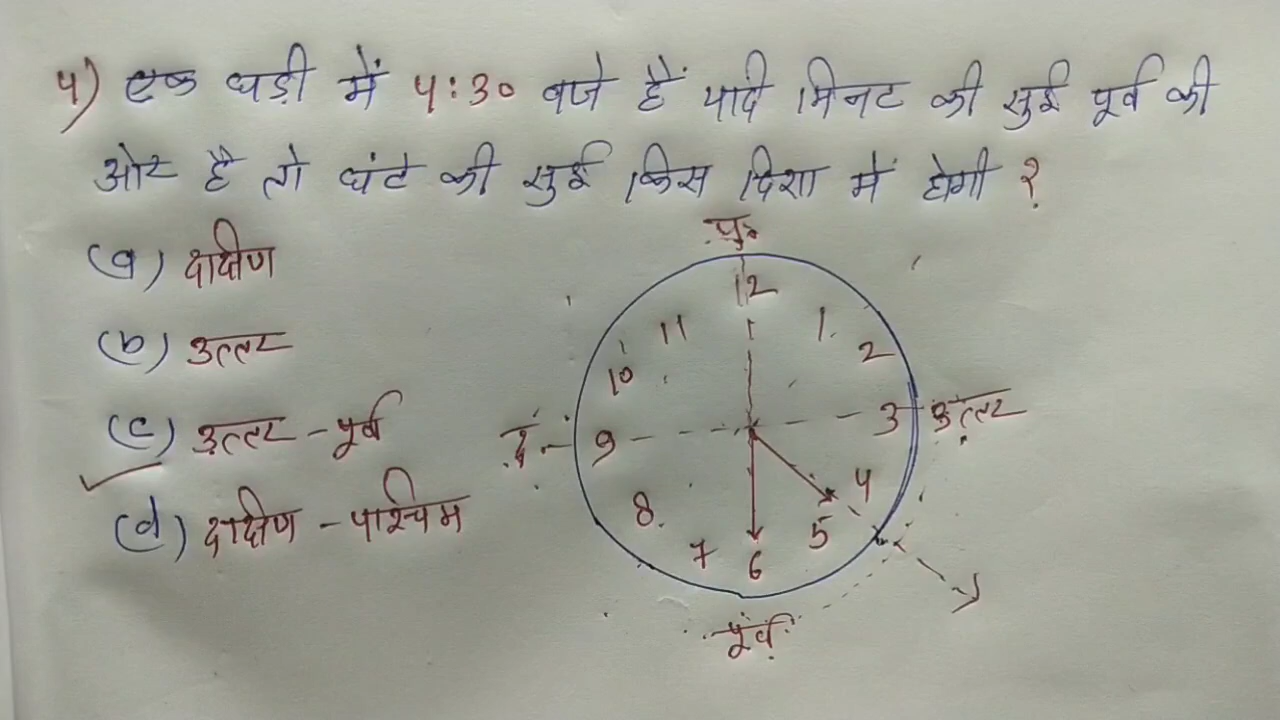 4) एक घड़ी में 4:30 बजे हैं यदि मिनट की सुई पूर्व की
ओर है तो घंटे की सुई किस दिशा में होगी ?
(a) दक्षिण
(b) उत्तर
(c) उत्तर - पूर्व
(d) दक्षिण - पश्चिम
प॰
12
11
1
10
2
द॰
9
3
उत्तर
8
4
7
5
6
पूर्व